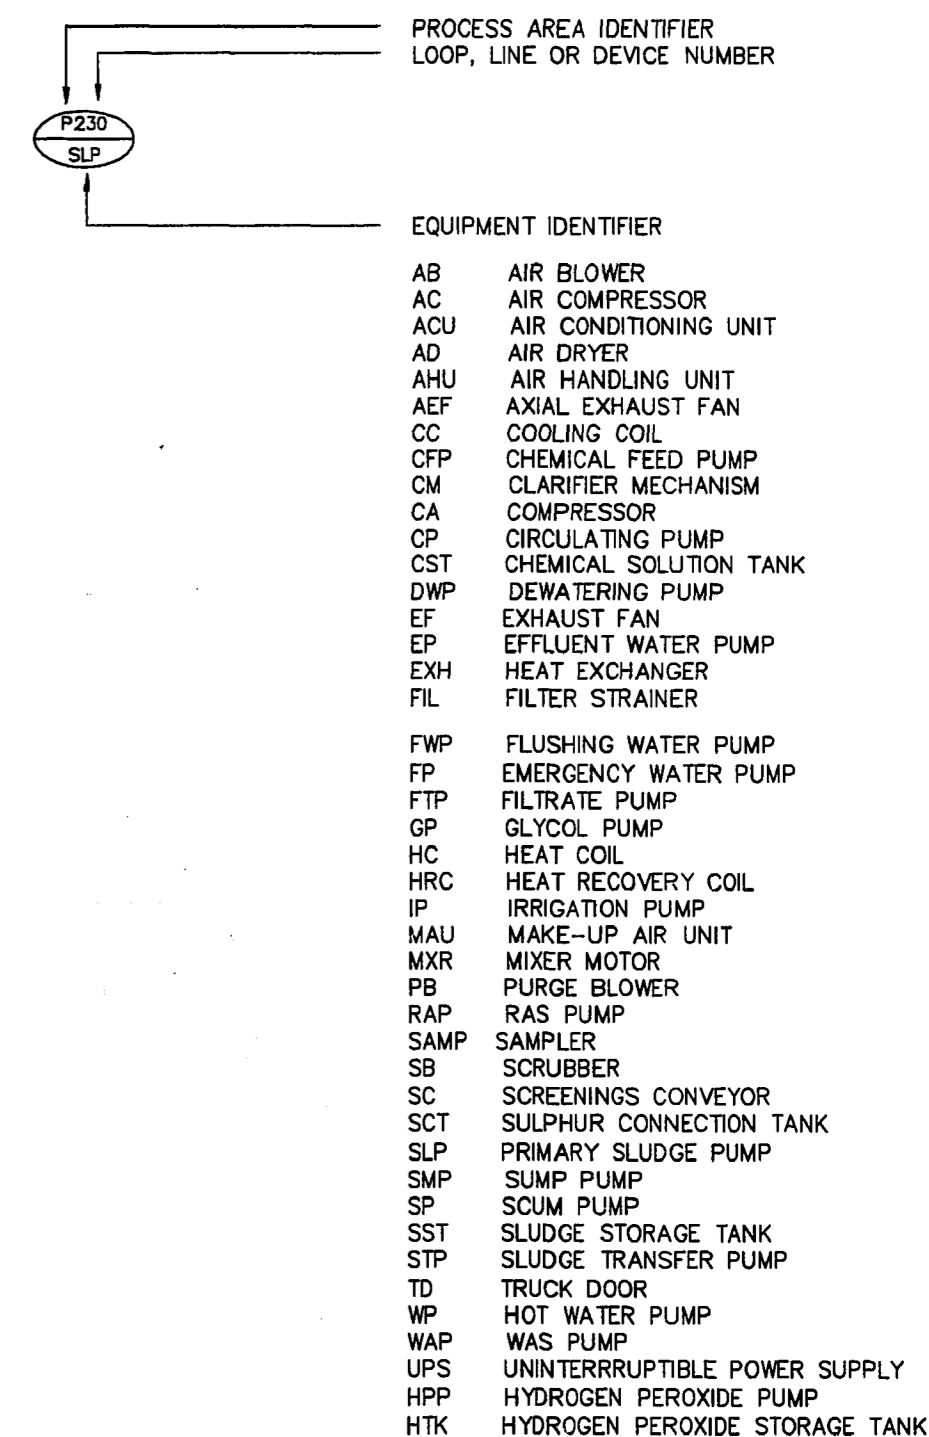 PROCESS AREA IDENTIFIER
LOOP, LINE OR DEVICE NUMBER
P230
SLP
EQUIPMENT IDENTIFIER
AB AIR BLOWER
AC AIR COMPRESSOR
ACU AIR CONDITIONING UNIT
AD AIR DRYER
AHU AIR HANDLING UNIT
AEF AXIAL EXHAUST FAN
CC COOLING COIL
CFP CHEMICAL FEED PUMP
CM CLARIFIER MECHANISM
CA COMPRESSOR
CP CIRCULATING PUMP
CST CHEMICAL SOLUTION TANK
DWP DEWATERING PUMP
EF EXHAUST FAN
EP EFFLUENT WATER PUMP
EXH HEAT EXCHANGER
FIL FILTER STRAINER
FWP FLUSHING WATER PUMP
FP EMERGENCY WATER PUMP
FTP FILTRATE PUMP
GP GLYCOL PUMP
HC HEAT COIL
HRC HEAT RECOVERY COIL
IP IRRIGATION PUMP
MAU MAKE-UP AIR UNIT
MXR MIXER MOTOR
PB PURGE BLOWER
RAP RAS PUMP
SAMP SAMPLER
SB SCRUBBER
SC SCREENINGS CONVEYOR
SCT SULPHUR CONNECTION TANK
SLP PRIMARY SLUDGE PUMP
SMP SUMP PUMP
SP SCUM PUMP
SST SLUDGE STORAGE TANK
STP SLUDGE TRANSFER PUMP
TD TRUCK DOOR
WP HOT WATER PUMP
WAP WAS PUMP
UPS UNINTERRRUPTIBLE POWER SUPPLY
HPP HYDROGEN PEROXIDE PUMP
HTK HYDROGEN PEROXIDE STORAGE TANK